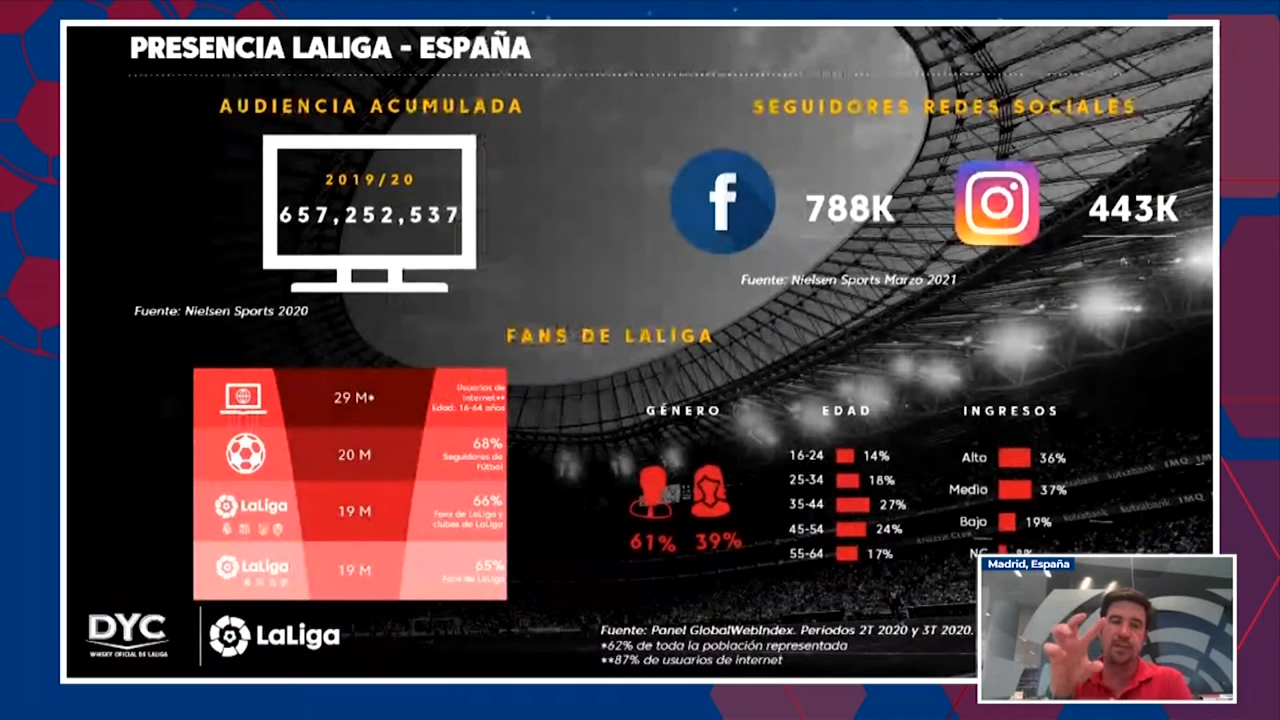 PRESENCIA LALIGA - ESPAÑA
AUDIENCIA ACUMULADA
SEGUIDORES REDES SOCIALES
2019/20
657,252,537
788K
443K
Fuente: Nielsen Sports Marzo 2021
Fuente: Nielsen Sports 2020
FANS DE LALIGA
29 M*
Usuarios de
internet**
Edad: 16-64 años
20 M
68%
Seguidores de
Fútbol
LaLiga
19 M
66%
Fans de LaLiga y
clubes de LaLiga
LaLiga
19 M
65%
Fans de LaLiga
GÉNERO
61% 39%
EDAD
16-24 14%
25-34 18%
35-44 27%
45-54 24%
55-64 17%
INGRESOS
Alto 36%
Medio 37%
Bajo 19%
kutxabank
kutxabank
IMQ
Madrid, España
DYC
WHISKY OFICIAL DE LALIGA
LaLiga
Fuente: Panel GlobalWebIndex. Períodos 2T 2020 y 3T 2020.
*62% de toda la población representada
**87% de usuarios de internet